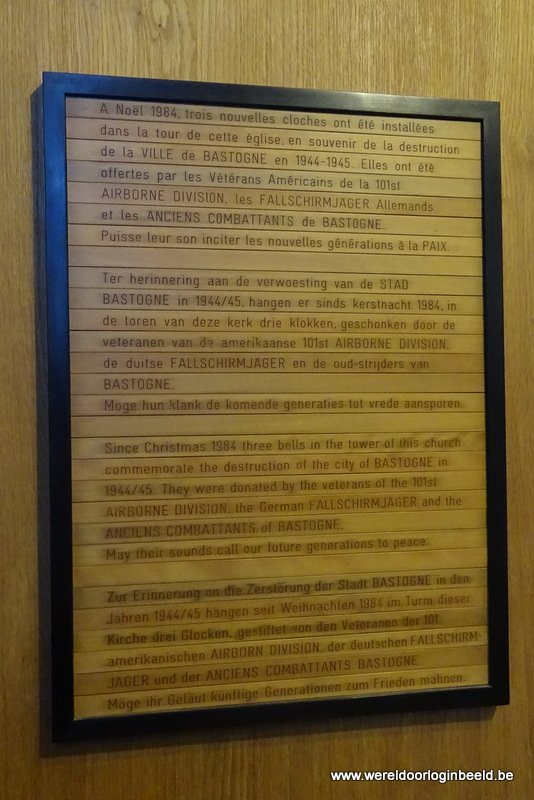 A Noël 1984, trois nouvelles cloches ont été installées
dans la tour de cette église, en souvenir de la destruction
de la VILLE de BASTOGNE en 1944-1945. Elles ont été
offertes par les Vétérans Américains de la 101st
AIRBORNE DIVISION, les FALLSCHIRMJÄGER Allemands
et les ANCIENS COMBATTANTS de BASTOGNE.
Puisse leur son inciter les nouvelles générations à la PAIX.
Ter herinnering aan de verwoesting van de STAD
BASTOGNE in 1944/45, hangen er sinds kerstnacht 1984, in
de toren van deze kerk drie klokken, geschonken door de
veteranen van de amerikaanse 101st AIRBORNE DIVISION,
de duitse FALLSCHIRMJÄGER en de oud-strijders van
BASTOGNE.
Moge hun klank de komende generaties tot vrede aansporen.
Since Christmas 1984 three bells in the tower of this church
commemorate the destruction of the city of BASTOGNE in
1944/45. They were donated by the veterans of the 101st
AIRBORNE DIVISION, the German FALLSCHIRMJÄGER and the
ANCIENS COMBATTANTS of BASTOGNE.
May their sounds call our future generations to peace.
Zur Erinnerung an die Zerstörung der Stadt BASTOGNE in den
Jahren 1944/45 hängen seit Weihnachten 1984 im Turm dieser
Kirche drei Glocken, gestiftet von den Veteranen der 101.
amerikanischen AIRBORNE DIVISION, der deutschen FALLSCHIRM-
JÄGER und der ANCIENS COMBATTANTS BASTOGNE.
Möge ihr Geläut künftige Generationen zum Frieden mahnen.
www.wereldoorloginbeeld.be